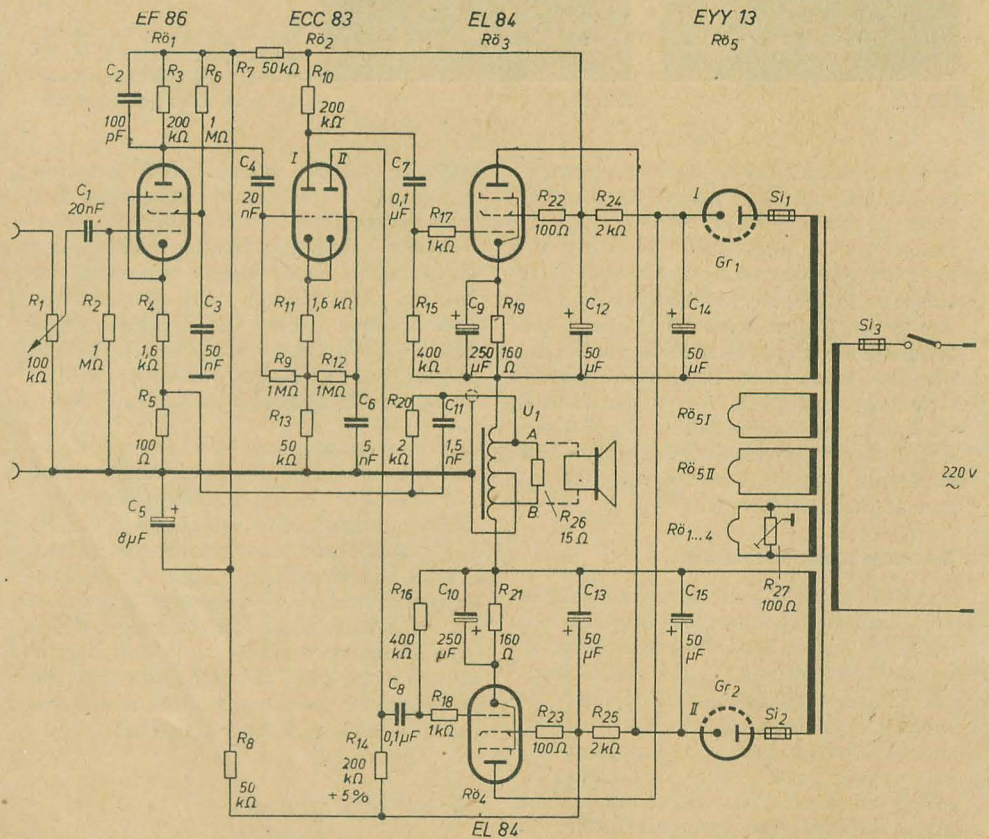 EF 86
Rö1
ECC 83
Rö2
EL 84
Rö3
EYY 13
Rö5
C2
100
pF
R3
200
kΩ
R6
1
MΩ
R7
50kΩ
R10
200
kΩ
I
II
C4
20
nF
C7
0,1
µF
R17
1kΩ
R22
100Ω
R24
2 kΩ
I
Gr1
Si1
C1
20nF
R1
100
kΩ
R2
1
MΩ
R4
1,6
kΩ
R5
100
Ω
C3
50
nF
R11
1,6 kΩ
R9
1MΩ
R12
1MΩ
R13
50
kΩ
C6
5
nF
R15
400
kΩ
C9
250
µF
R19
160
Ω
C12
50
µF
C14
50
µF
Si3
R20
2
kΩ
C11
1,5
nF
Ü1
A
B
R26
15Ω
Rö5I
Rö5II
Rö1...4
R27
100Ω
220 V
~
C5
8µF
R16
400
kΩ
C10
250
µF
R21
160
Ω
C13
50
µF
C15
50
µF
R8
50
kΩ
R14
200
kΩ
+5%
C8
0,1µF
R18
1kΩ
R23
100Ω
R25
2kΩ
II
Gr2
Si2
Rö4
EL 84